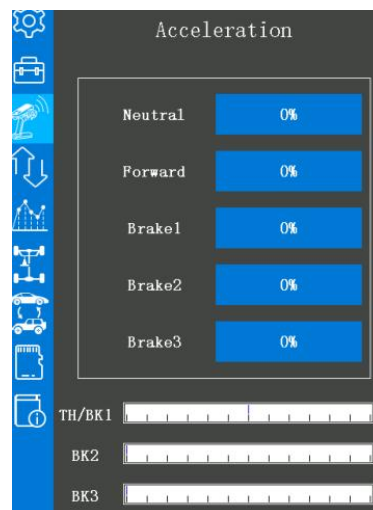 Acceleration
Neutral 0%
Forward 0%
Brake1 0%
Brake2 0%
Brake3 0%
TH/BK1
BK2
BK3